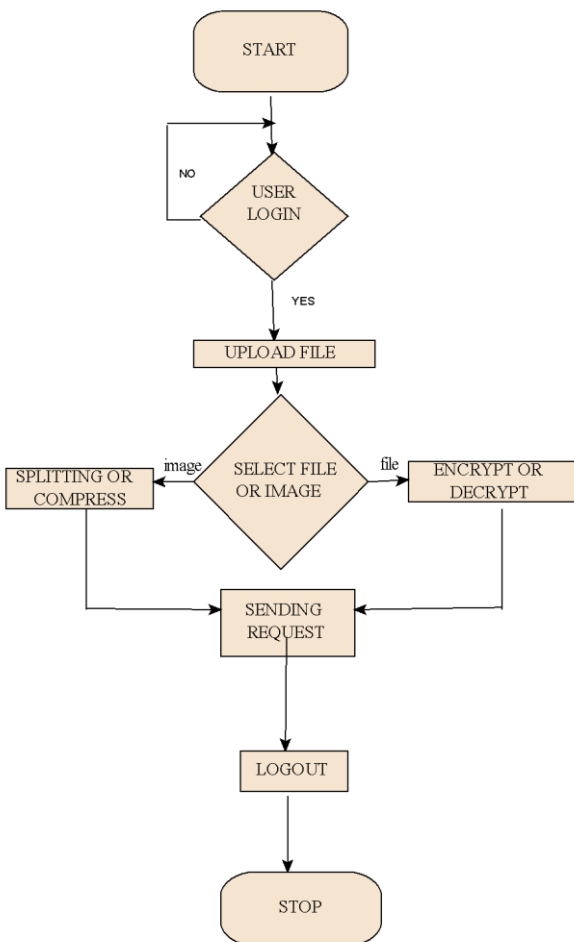 START
NO
USER
LOGIN
YES
UPLOAD FILE
image
SELECT FILE
OR IMAGE
file
SPLITTING OR
COMPRESS
ENCRYPT OR
DECRYPT
SENDING
REQUEST
LOGOUT
STOP